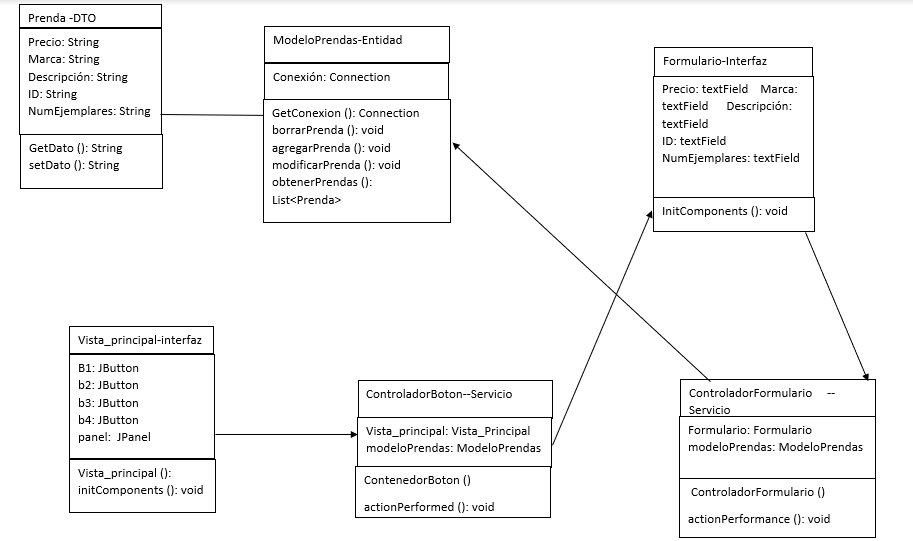 Prenda -DTO
Precio: String
Marca: String
Descripción: String
ID: String
NumEjemplares: String
GetDato (): String
setDato (): String
ModeloPrendas-Entidad
Conexión: Connection
GetConexion (): Connection
borrarPrenda (): void
agregarPrenda (): void
modificarPrenda (): void
obtenerPrendas ():
List<Prenda>
Formulario-Interfaz
Precio: textField Marca:
textField Descripción:
textField
ID: textField
NumEjemplares: textField
InitComponents (): void
Vista_principal-interfaz
B1: JButton
b2: JButton
b3: JButton
b4: JButton
panel: JPanel
Vista_principal ():
initComponents (): void
ControladorBoton--Servicio
Vista_principal: Vista_Principal
modeloPrendas: ModeloPrendas
ContenedorBoton ()
actionPerformed (): void
ControladorFormulario --
Servicio
Formulario: Formulario
modeloPrendas: ModeloPrendas
ControladorFormulario ()
actionPerformance (): void